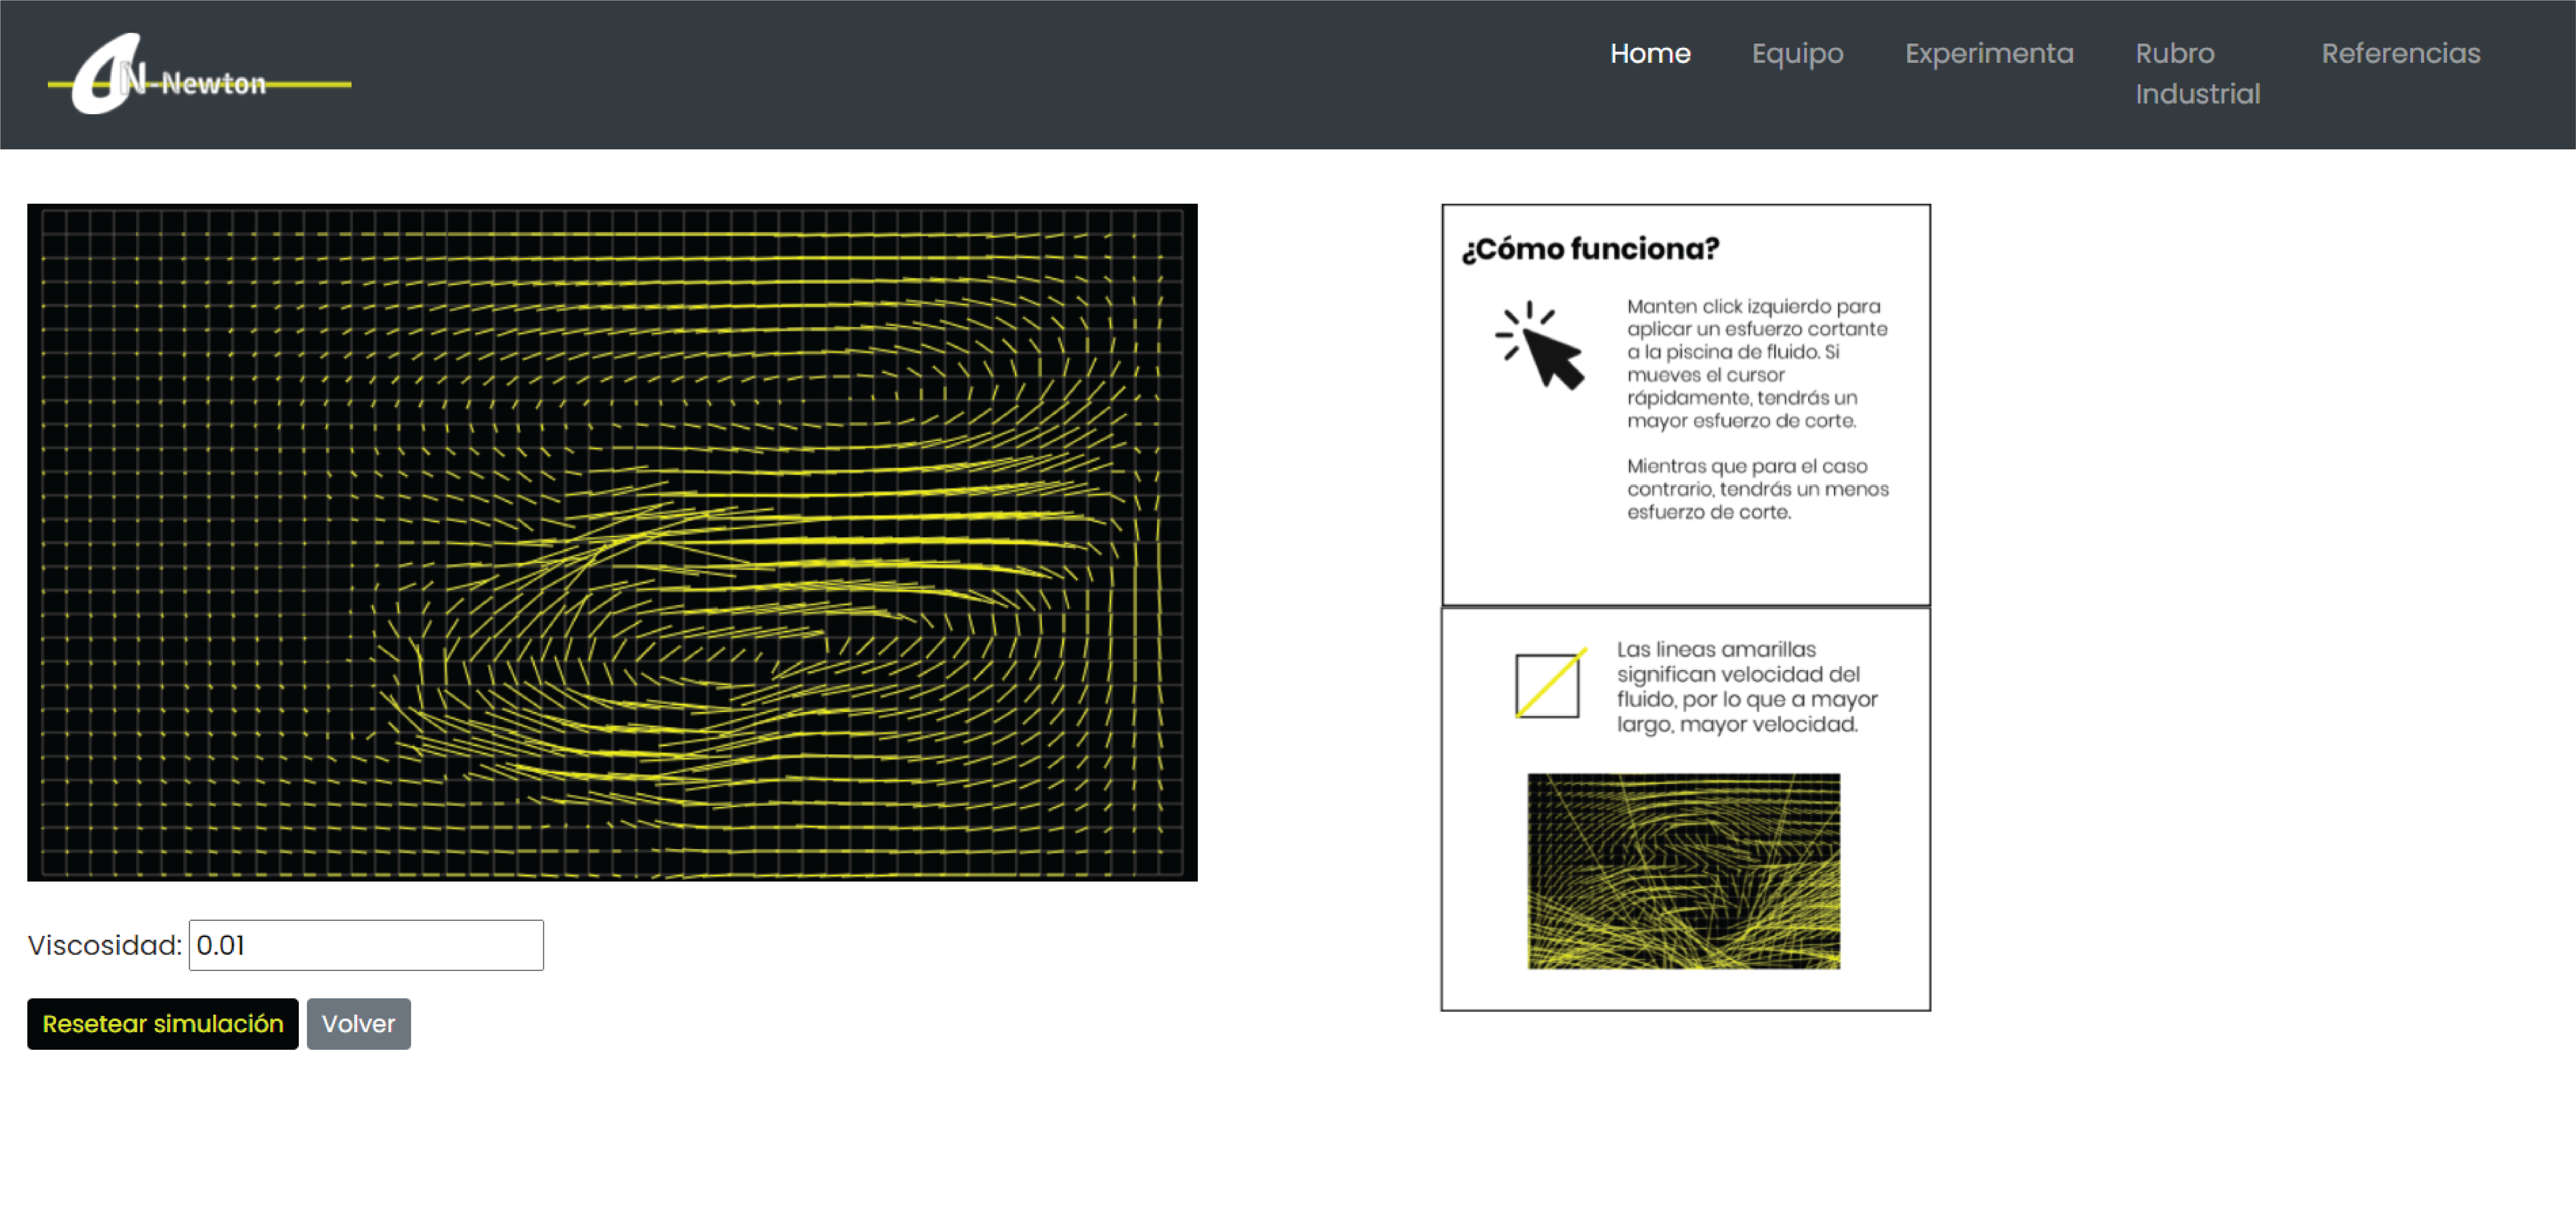 N-Newton
Home
Equipo
Experimenta
Rubro
Industrial
Referencias
¿Cómo funciona?
Manten click izquierdo para
aplicar un esfuerzo cortante
a la piscina de fluido. Si
mueves el cursor
rápidamente, tendrás un
mayor esfuerzo de corte.
Mientras que para el caso
contrario, tendrás un menos
esfuerzo de corte.
Las lineas amarillas
significan velocidad del
fluido, por lo que a mayor
largo, mayor velocidad.
Viscosidad: 0.01
Resetear simulación
Volver